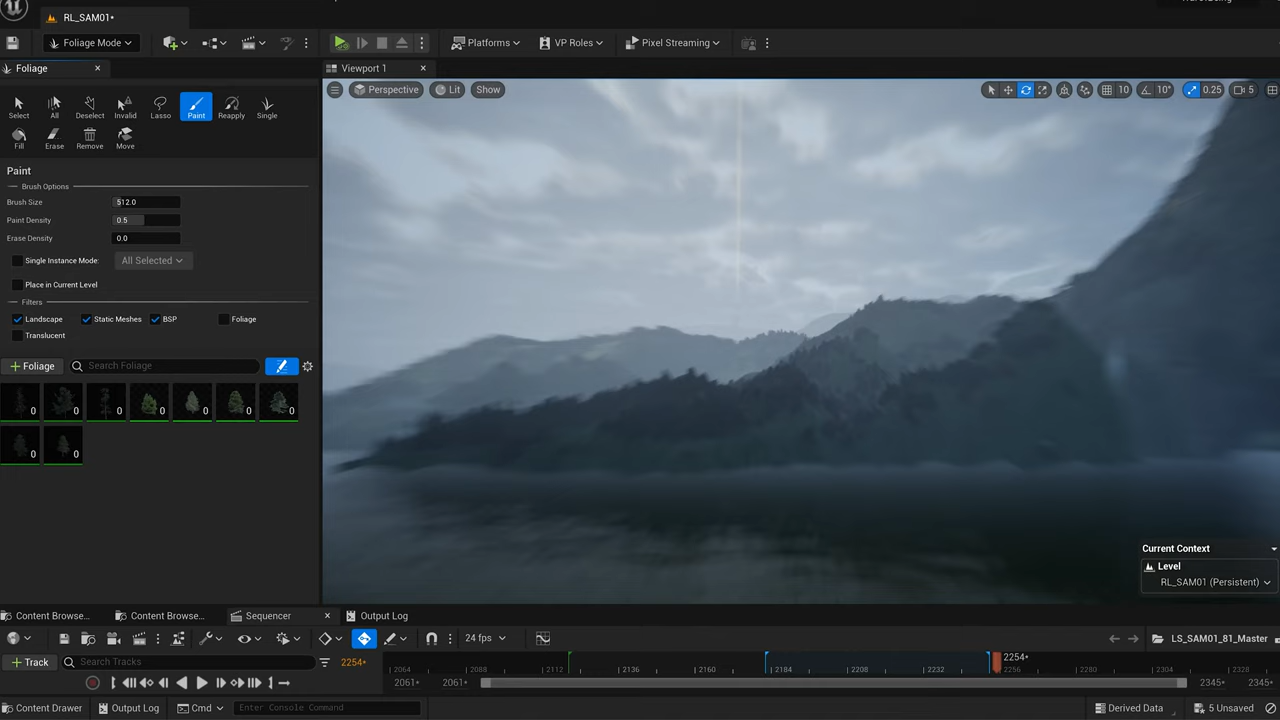 RL_SAM01*
Foliage Mode
Platforms
VP Roles
Pixel Streaming
Foliage
Viewport 1
Perspective
Lit
Show
10
10°
0.25
5
Select
All
Deselect
Invalid
Lasso
Paint
Reapply
Single
Fill
Erase
Remove
Move
Paint
Brush Options
Brush Size
512.0
Paint Density
0.5
Erase Density
0.0
Single Instance Mode:
All Selected
Place in Current Level
Filters
Landscape
Static Meshes
BSP
Foliage
Translucent
+ Foliage
Search Foliage
0
0
0
0
0
0
0
0
0
Current Context
Level
RL_SAM01 (Persistent)
Content Browse...
Content Browse...
Sequencer
Output Log
24 fps
LS_SAM01_81_Master
+ Track
Search Tracks
2254*
2254*
2064
2088
2112
2136
2160
2184
2208
2232
2256
2280
2304
2328
2061*
2061*
2345*
2345*
Content Drawer
Output Log
Cmd
Enter Console Command
Derived Data
5 Unsaved